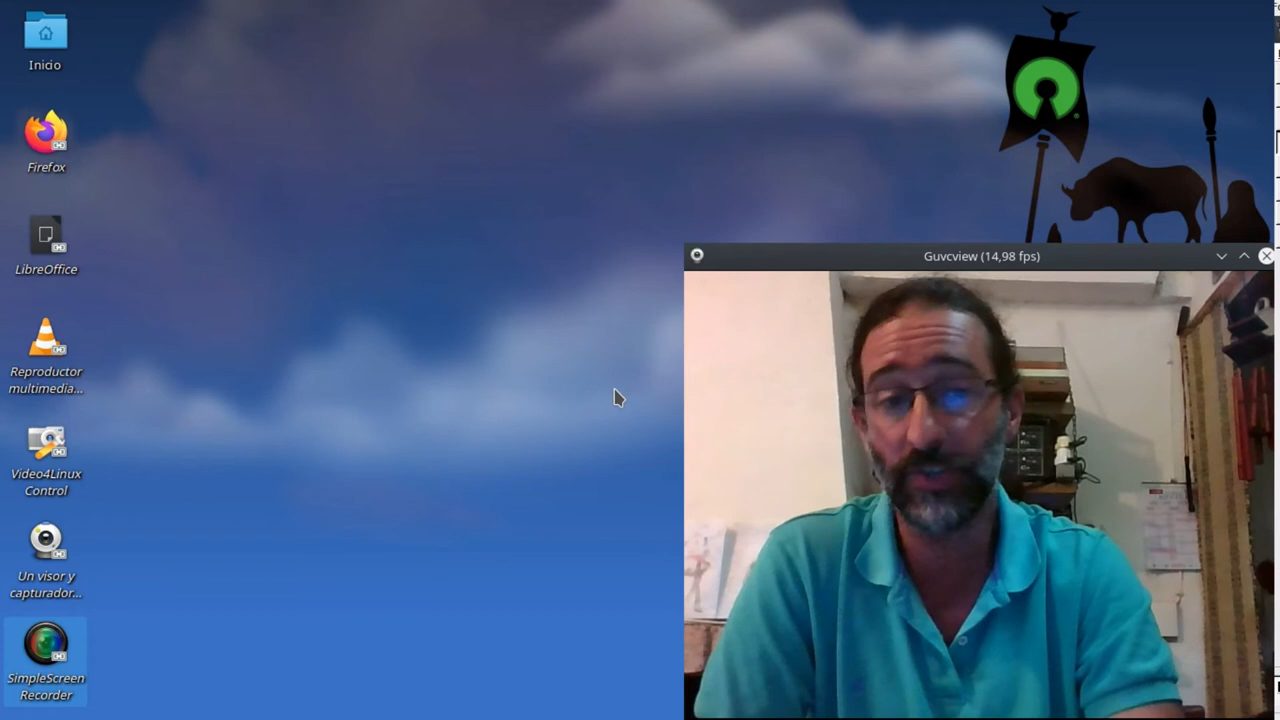 Inicio
Firefox
LibreOffice
Reproductor
multimedia...
Video4Linux
Control
Un visor y
capturador...
SimpleScreen
Recorder
Guvcview (14,98 fps)